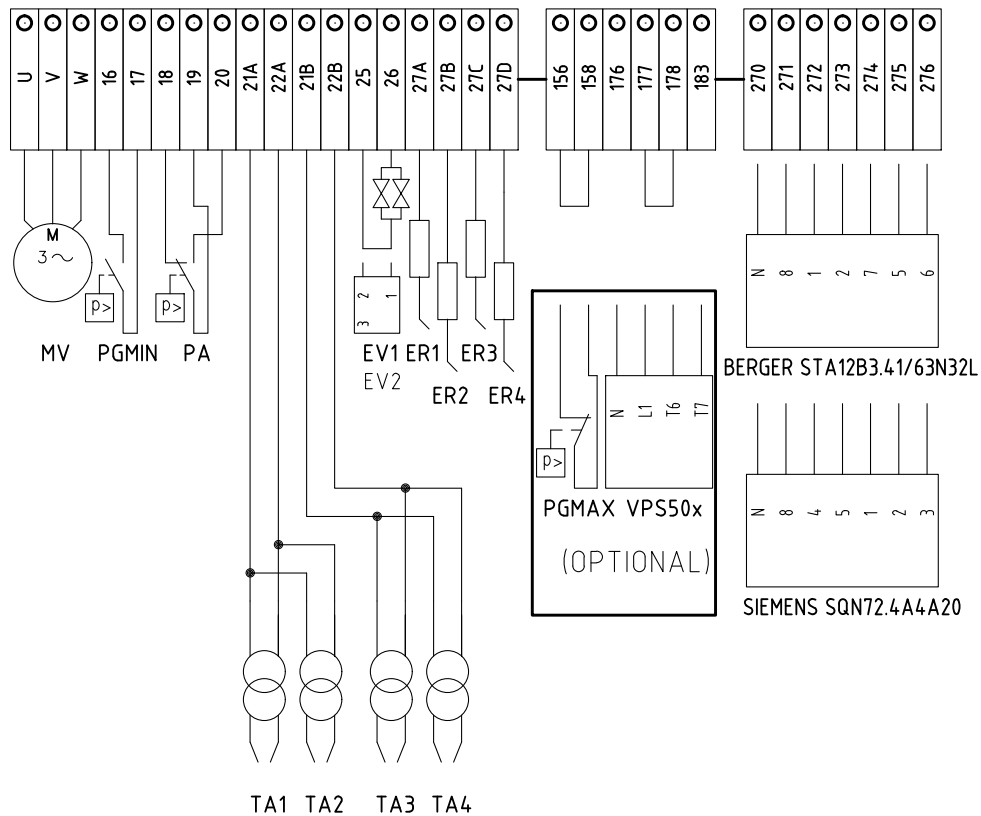 U V W 16 17 18 19 20 21A 22A 21B 22B 25 26 27A 27B 27C 27D 156 158 176 177 178 183 270 271 272 273 274 275 276
M
3~
P> P>
2 1
3
N 8 1 2 7 5 6
MV PGMIN PA EV1 ER1 ER3
EV2 ER2 ER4
BERGER STA12B3.41/63N32L
N L1 T6 T7
P>
PGMAX VPS50x
(OPTIONAL)
N 8 4 5 1 2 3
SIEMENS SQN72.4A4A20
TA1 TA2 TA3 TA4